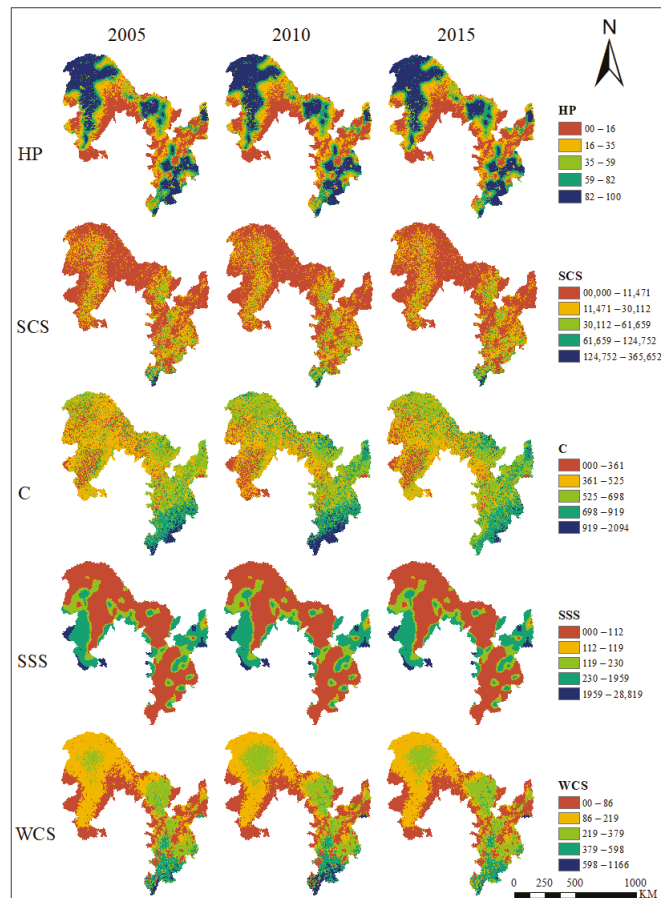 2005 2010 2015
N
HP
HP
00 – 16
16 – 35
35 – 59
59 – 82
82 – 100
SCS
SCS
00,000 – 11,471
11,471 – 30,112
30,112 – 61,659
61,659 – 124,752
124,752 – 365,652
C
C
000 – 361
361 – 525
525 – 698
698 – 919
919 – 2094
SSS
SSS
000 – 112
112 – 119
119 – 230
230 – 1959
1959 – 28,819
WCS
WCS
00 – 86
86 – 219
219 – 379
379 – 598
598 – 1166
0 250 500 1000
KM